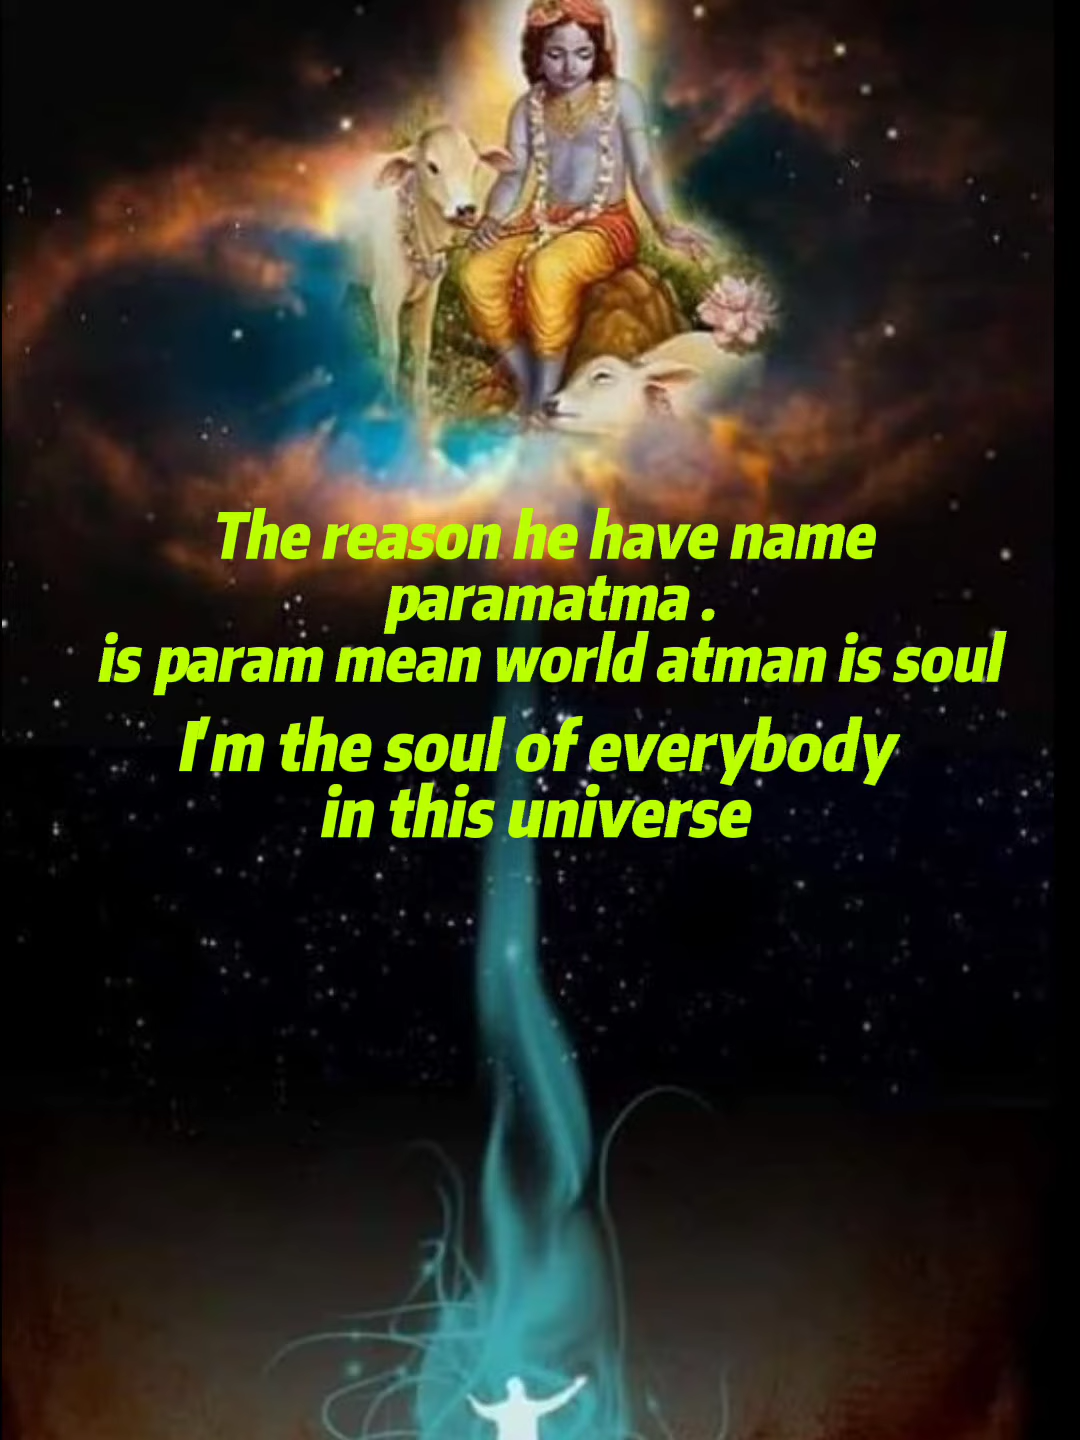 The reason he have name
paramatma .
is param mean world atman is soul
I'm the soul of everybody
in this universe